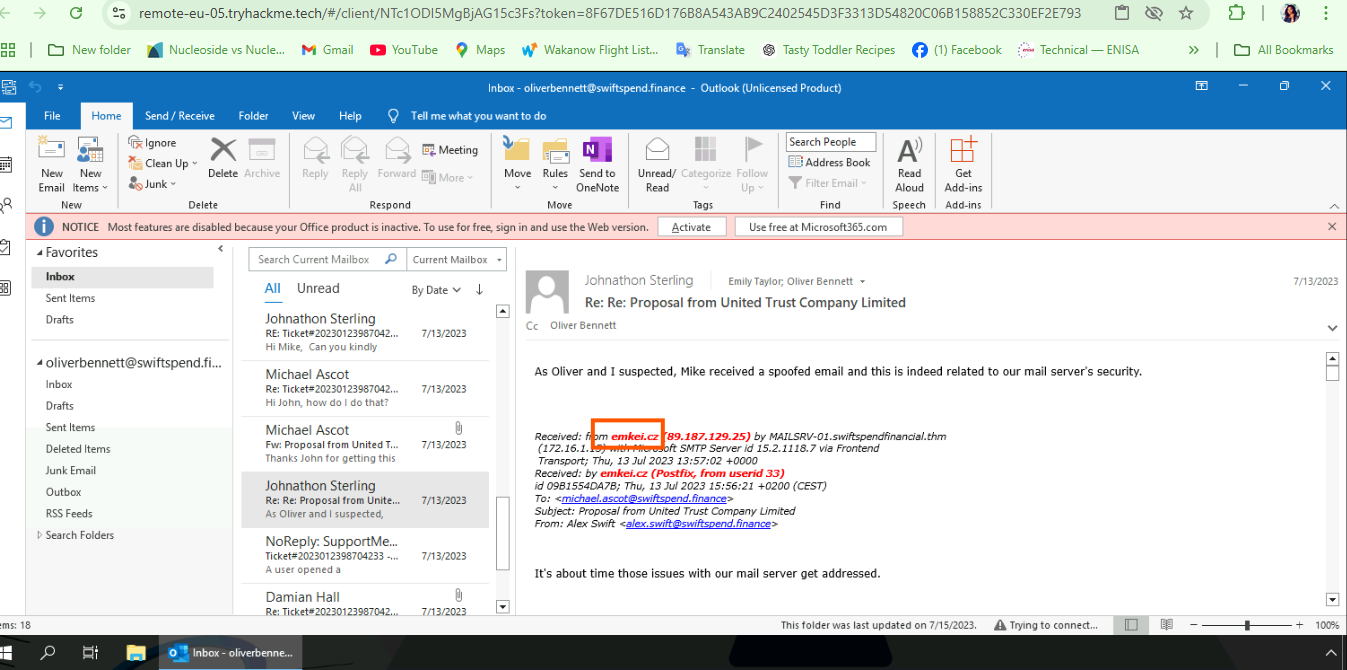 remote-eu-05.tryhackme.tech/#/client/NTc1ODI5MgBjAG15c3Fs?token=8F67DE516D176B8A543AB9C2402545D3F3313D54820C06B158852C330EF2E793
New folder Nucleoside vs Nucle... Gmail YouTube Maps Wakanow Flight List... Translate Tasty Toddler Recipes (1) Facebook Technical — ENISA » All Bookmarks
Inbox - oliverbennett@swiftspend.finance - Outlook (Unlicensed Product)
File Home Send / Receive Folder View Help Tell me what you want to do
New Email
New Items
Ignore
Clean Up
Junk
Delete
Archive
Reply
Reply All
Forward
Meeting
More
Move
Rules
Send to OneNote
Unread/ Read
Categorize
Follow Up
Search People
Address Book
Filter Email
Read Aloud
Get Add-ins
New Delete Respond Move Tags Find Speech Add-ins
NOTICE Most features are disabled because your Office product is inactive. To use for free, sign in and use the Web version. Activate Use free at Microsoft365.com
Favorites
Inbox
Sent Items
Drafts
oliverbennett@swiftspend.fi...
Inbox
Drafts
Sent Items
Deleted Items
Junk Email
Outbox
RSS Feeds
Search Folders
Search Current Mailbox Current Mailbox
All Unread By Date
Johnathon Sterling
RE: Ticket#20230123987042... 7/13/2023
Hi Mike, Can you kindly
Michael Ascot
Re: Ticket#20230123987042... 7/13/2023
Hi John, how do I do that?
Michael Ascot
Fw: Proposal from United T... 7/13/2023
Thanks John for getting this
Johnathon Sterling
Re: Re: Proposal from Unite... 7/13/2023
As Oliver and I suspected,
NoReply: SupportMe...
Ticket#2023012398704233 -... 7/13/2023
A user opened a
Damian Hall
Re: Ticket#20230123987042... 7/13/2023
Johnathon Sterling Emily Taylor; Oliver Bennett 7/13/2023
Re: Re: Proposal from United Trust Company Limited
Cc Oliver Bennett
As Oliver and I suspected, Mike received a spoofed email and this is indeed related to our mail server's security.
Received: from emkei.cz (89.187.129.25) by MAILSRV-01.swiftspendfinancial.thm
(172.16.1.15) with Microsoft SMTP Server id 15.2.1118.7 via Frontend
Transport; Thu, 13 Jul 2023 13:57:02 +0000
Received: by emkei.cz (Postfix, from userid 33)
id 09B1554DA7B; Thu, 13 Jul 2023 15:56:21 +0200 (CEST)
To: <michael.ascot@swiftspend.finance>
Subject: Proposal from United Trust Company Limited
From: Alex Swift <alex.swift@swiftspend.finance>
It's about time those issues with our mail server get addressed.
ems: 18 This folder was last updated on 7/15/2023. Trying to connect... 100%
Inbox - oliverbenne...